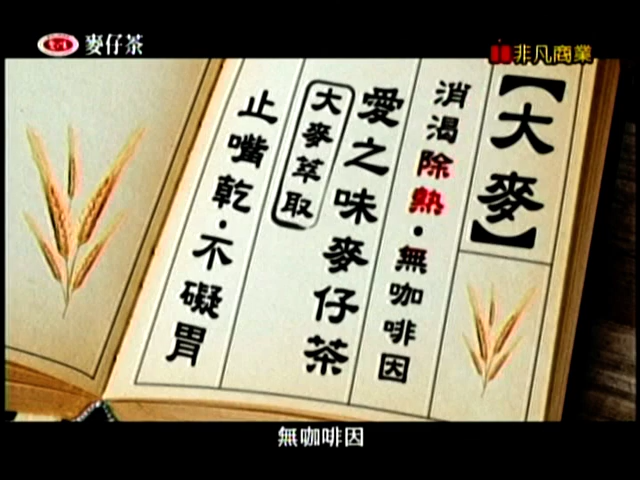 麥仔茶
非凡商業
【大麥】
消渴除熱·無咖啡因
愛之味麥仔茶
大麥萃取
止嘴乾·不礙胃
無咖啡因